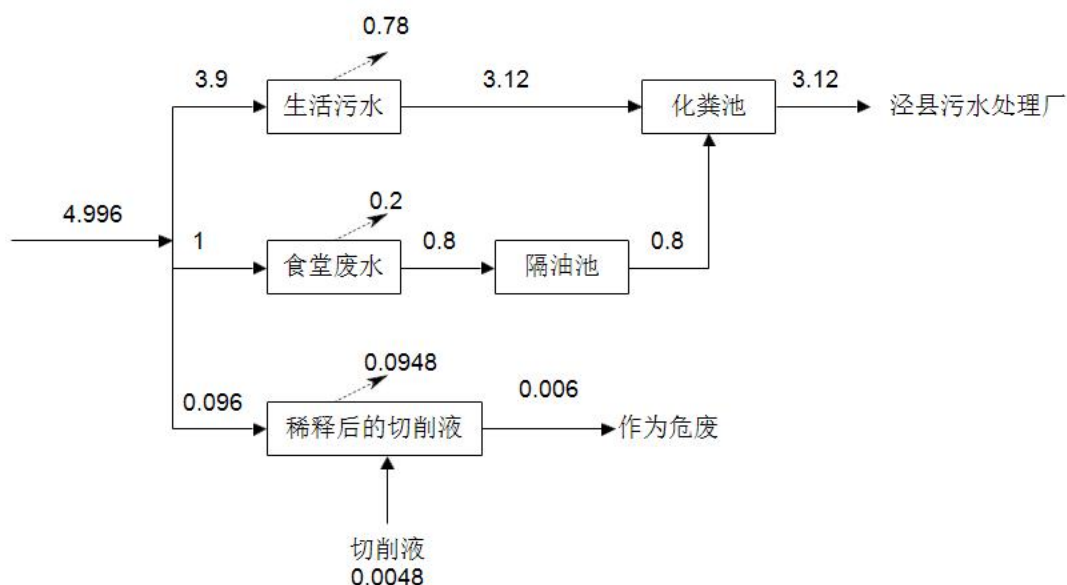 0.78
3.9
生活污水
3.12
化粪池
3.12
泾县污水处理厂
4.996
0.2
1
食堂废水
0.8
隔油池
0.8
0.0948
0.096
稀释后的切削液
0.006
作为危废
切削液
0.0048